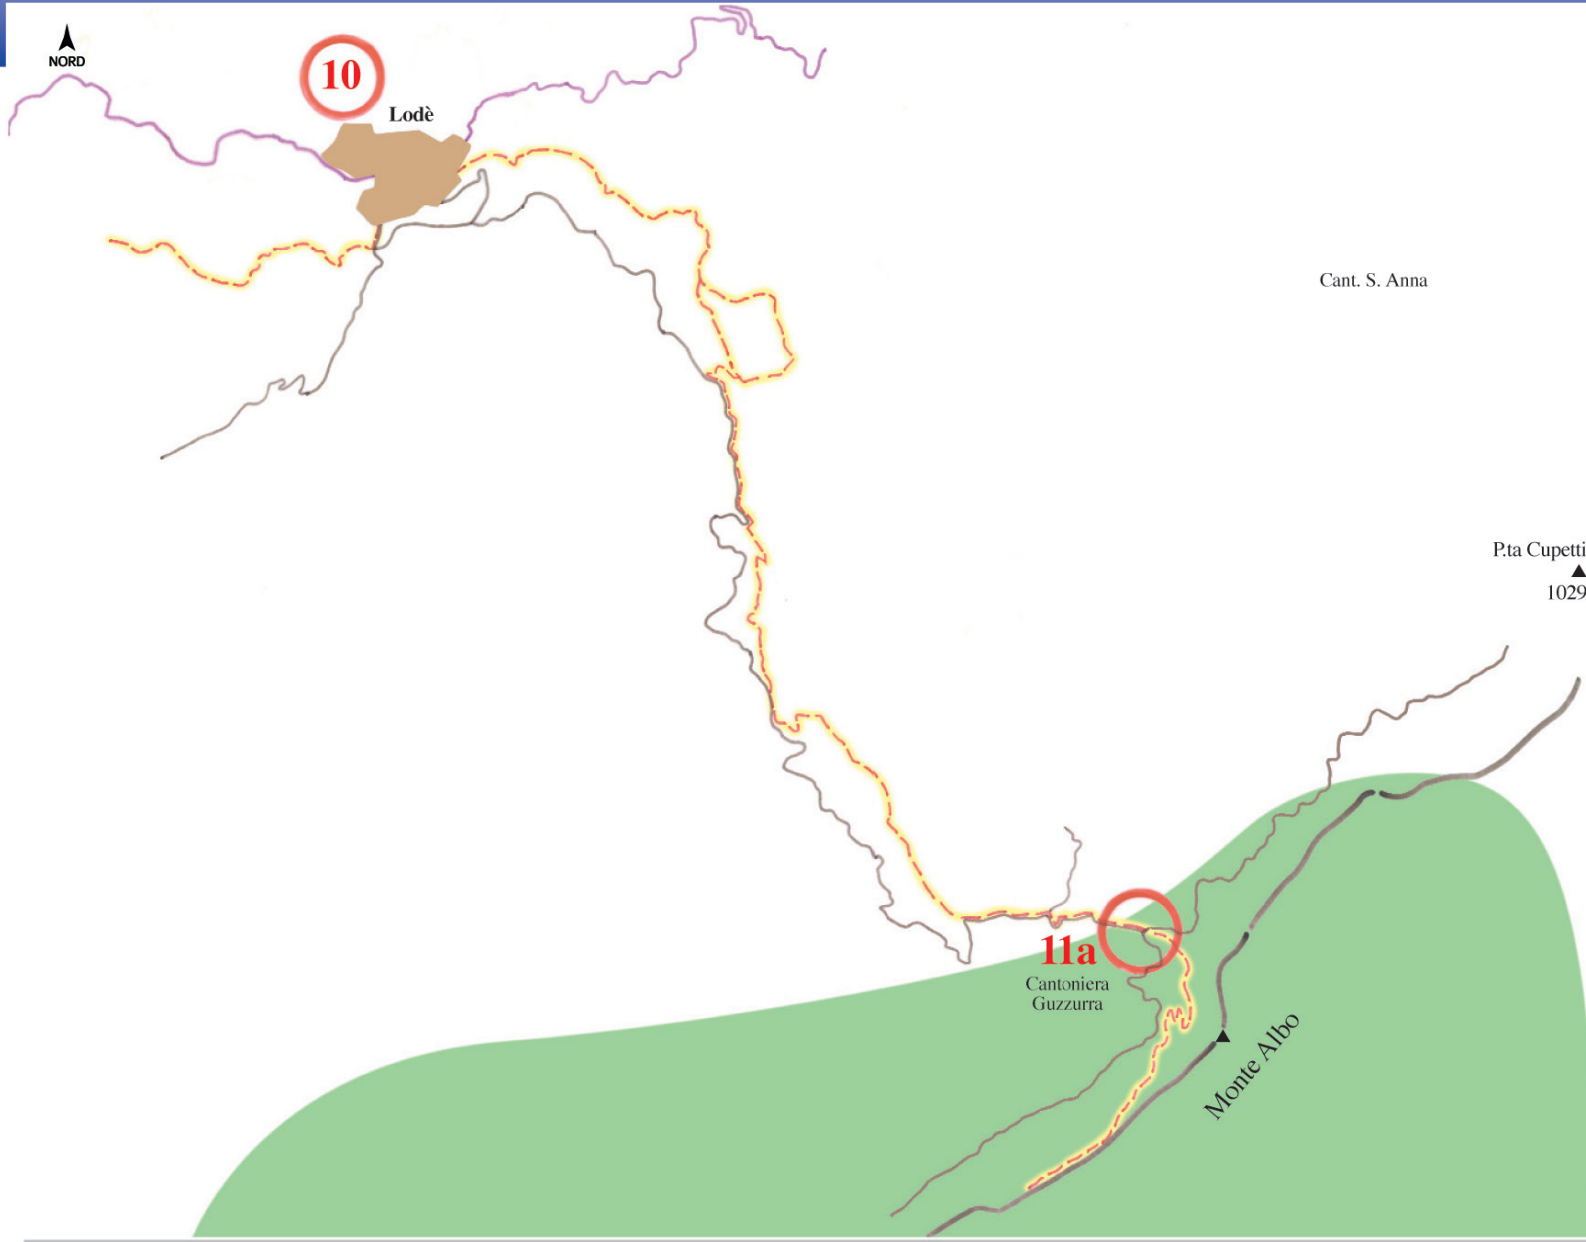 NORD
10
Lodè
Cant. S. Anna
P.ta Cupetti
1029
11a
Cantoniera
Guzzurra
Monte Albo